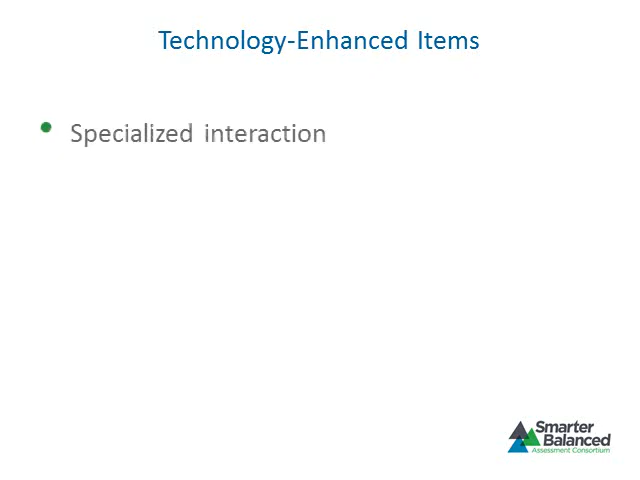 Technology-Enhanced Items
• Specialized interaction
Smarter
Balanced
Assessment Consortium